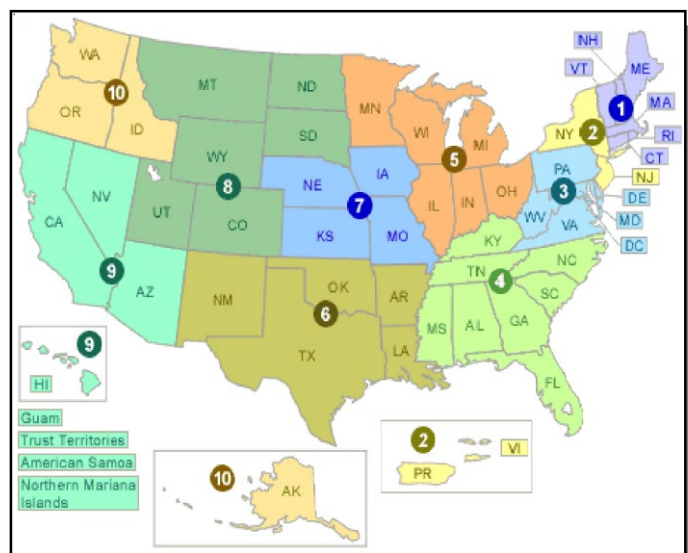 NH
VT
ME
WA
MT
ND
MN
10
OR
ID
1
MA
WI
MI
NY
2
RI
SD
CT
WY
5
PA
NJ
8
NE
IA
3
DE
NV
IL
IN
OH
WV
MD
CA
UT
CO
7
VA
DC
KS
MO
KY
9
NC
TN
4
AZ
NM
OK
AR
SC
6
MS
AL
GA
TX
LA
9
HI
FL
Guam
Trust Territories
American Samoa
Northern Mariana
Islands
2
VI
PR
10
AK